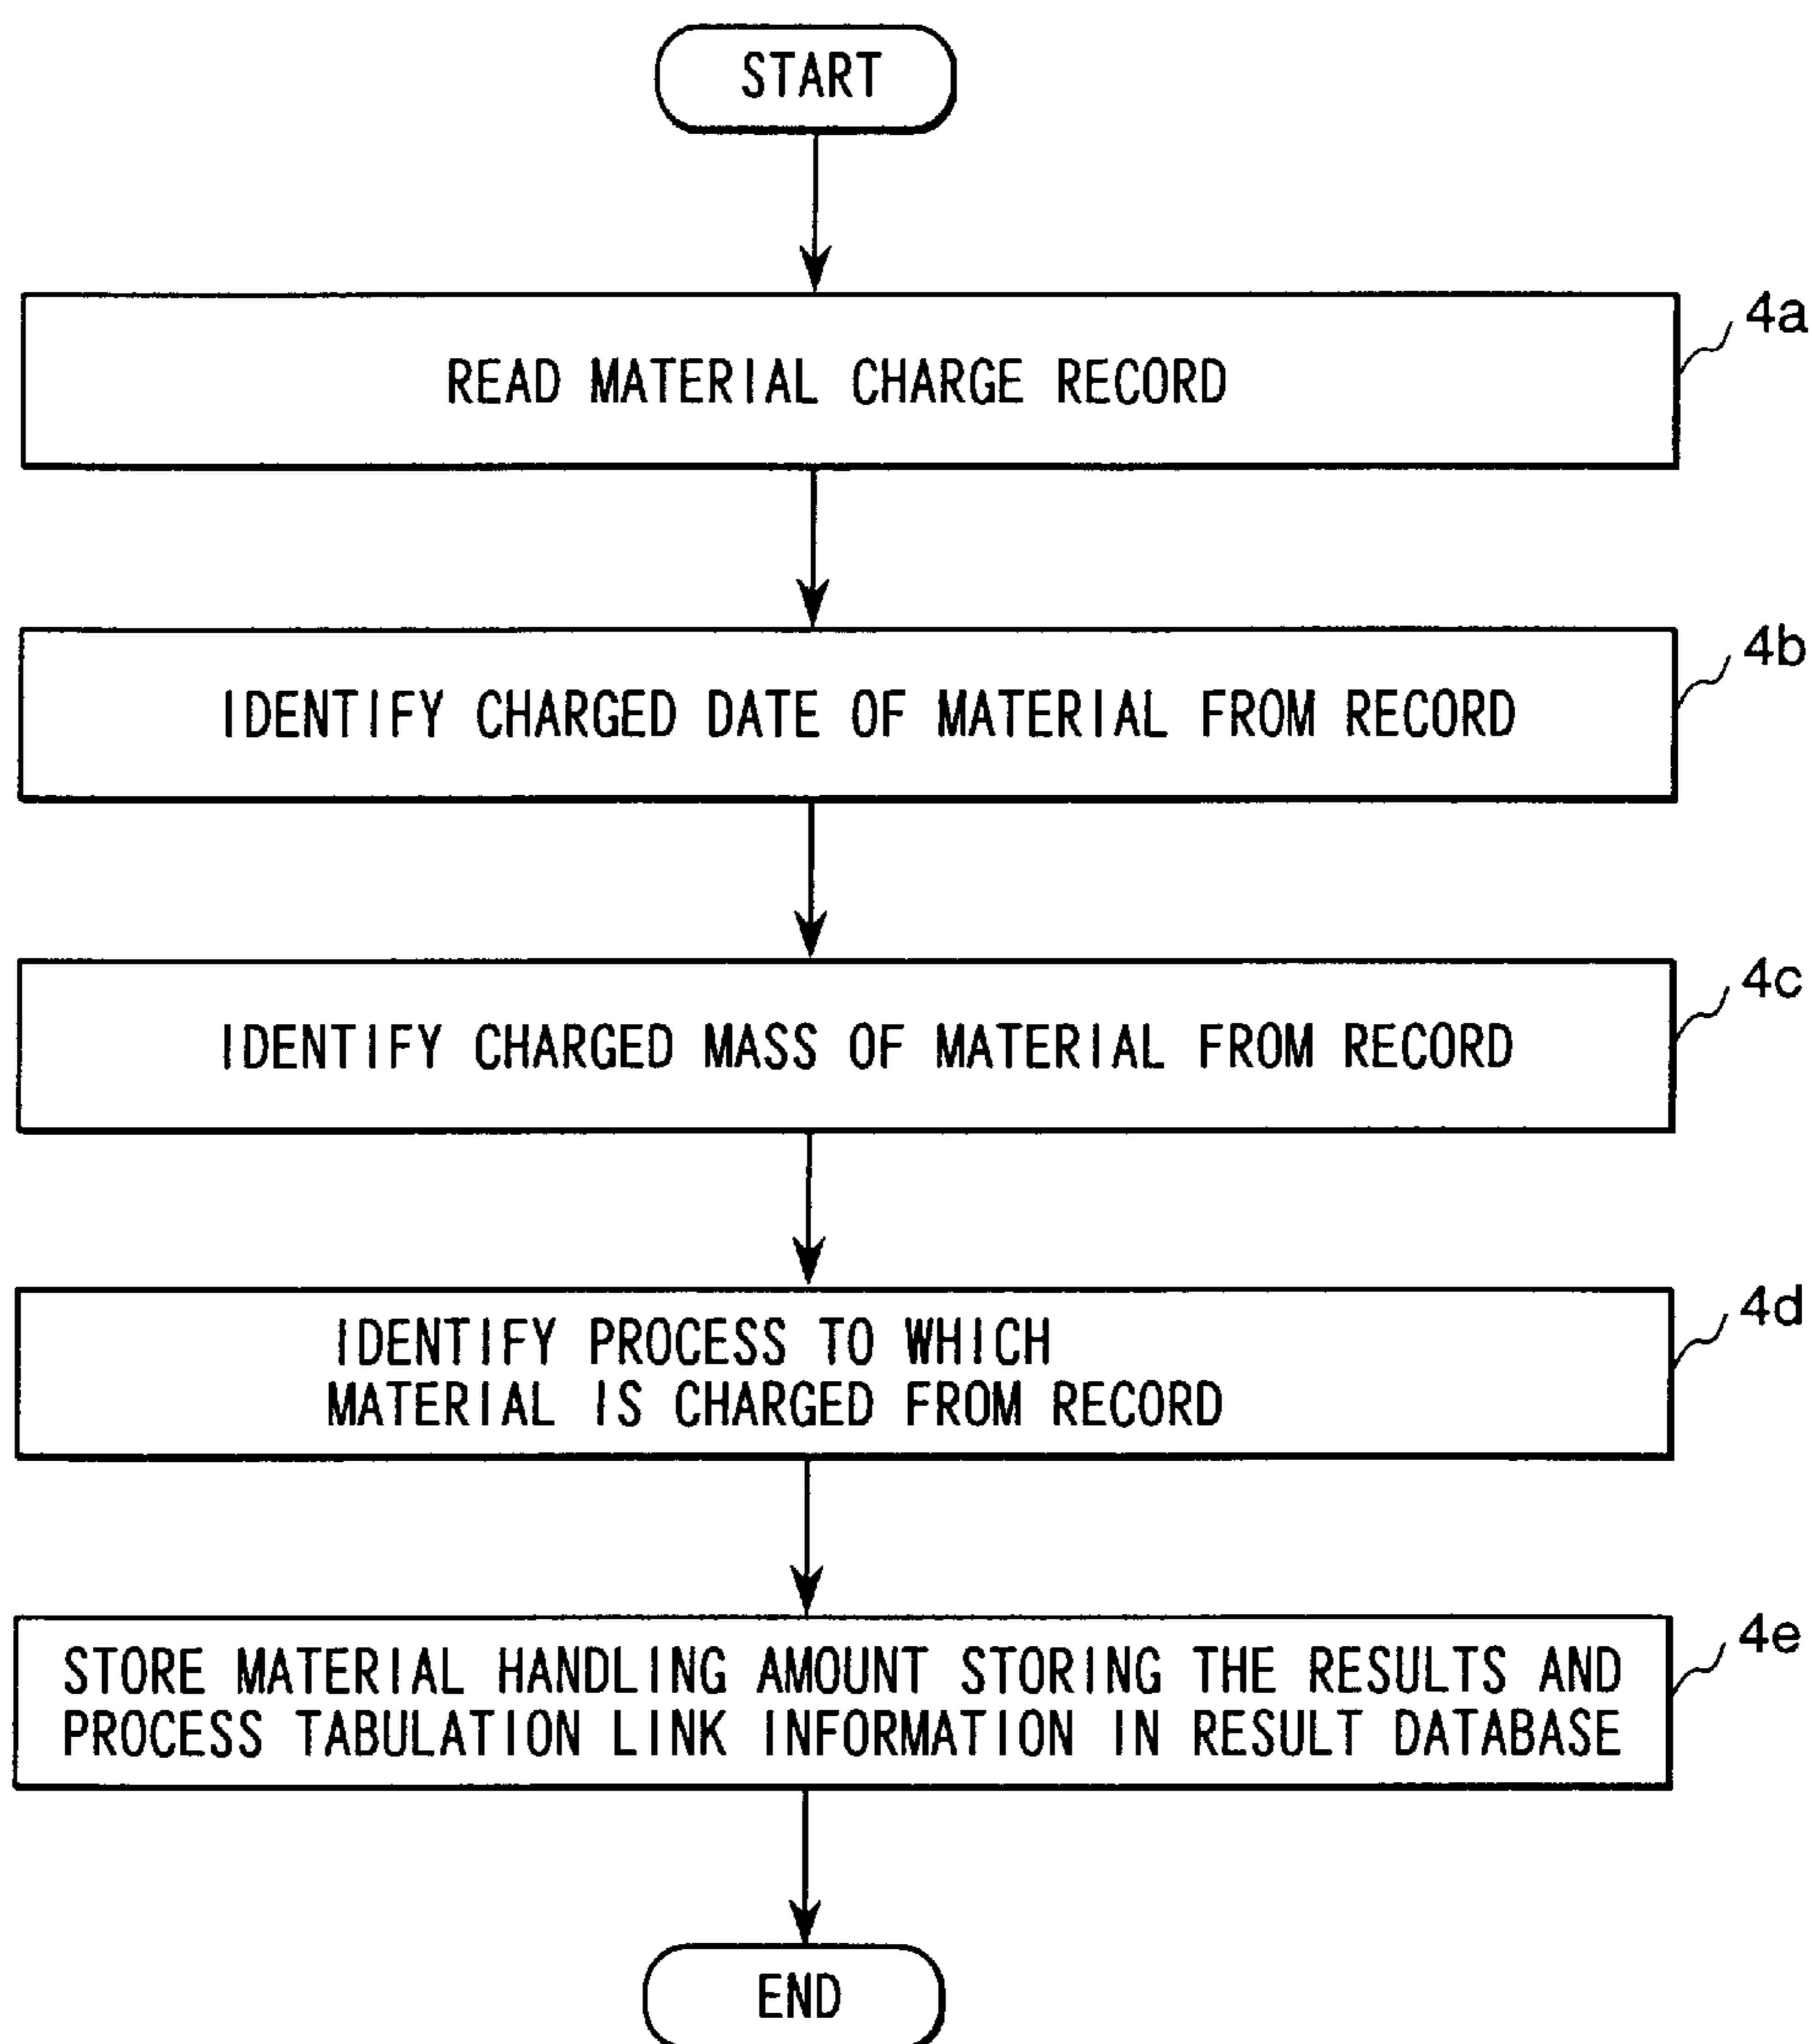 START
READ MATERIAL CHARGE RECORD
4a
IDENTIFY CHARGED DATE OF MATERIAL FROM RECORD
4b
IDENTIFY CHARGED MASS OF MATERIAL FROM RECORD
4c
IDENTIFY PROCESS TO WHICH
MATERIAL IS CHARGED FROM RECORD
4d
STORE MATERIAL HANDLING AMOUNT STORING THE RESULTS AND
PROCESS TABULATION LINK INFORMATION IN RESULT DATABASE
4e
END